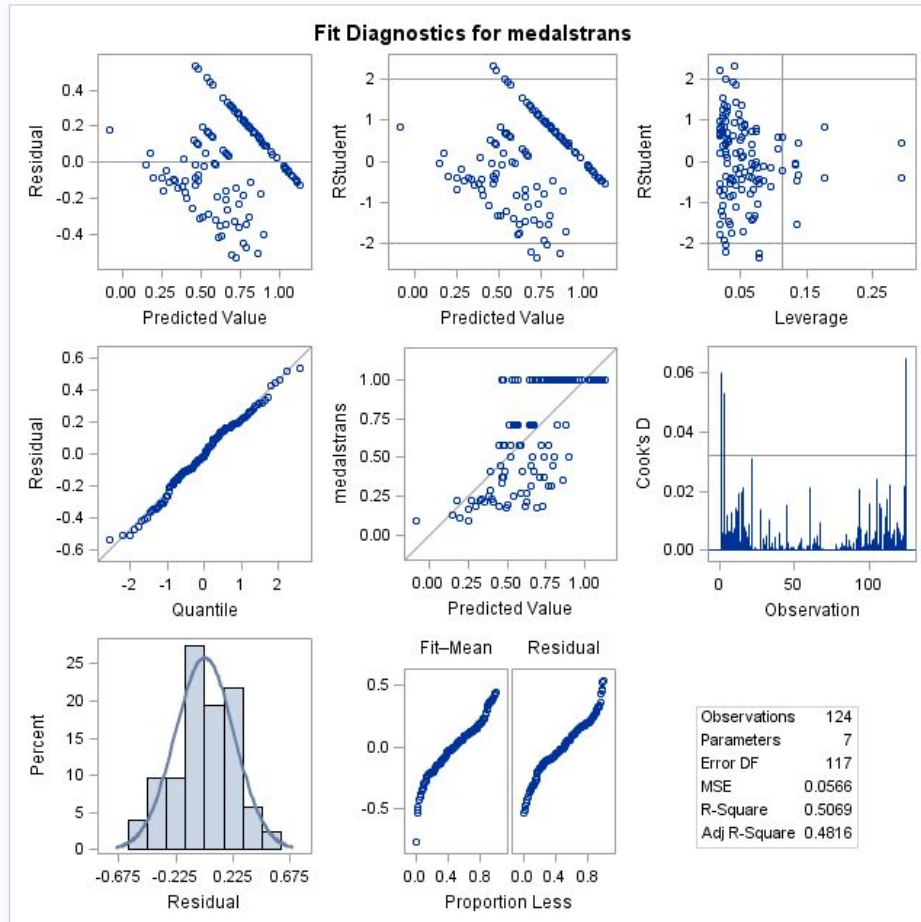 Fit Diagnostics for medalstrans
0.4
0.2
0.0
-0.2
-0.4
Residual
0.00 0.25 0.50 0.75 1.00
Predicted Value
2
1
0
-1
-2
RStudent
0.00 0.25 0.50 0.75 1.00
Predicted Value
2
1
0
-1
-2
RStudent
0.05 0.15 0.25
Leverage
0.6
0.4
0.2
0.0
-0.2
-0.4
-0.6
Residual
-2 -1 0 1 2
Quantile
1.00
0.75
0.50
0.25
0.00
medalstrans
0.00 0.25 0.50 0.75 1.00
Predicted Value
0.06
0.04
0.02
0.00
Cook's D
0 50 100
Observation
25
20
15
10
5
0
Percent
-0.675 -0.225 0.225 0.675
Residual
Fit–Mean Residual
0.5
0.0
-0.5
0.0 0.4 0.8 0.0 0.4 0.8
Proportion Less
Observations 124
Parameters 7
Error DF 117
MSE 0.0566
R-Square 0.5069
Adj R-Square 0.4816